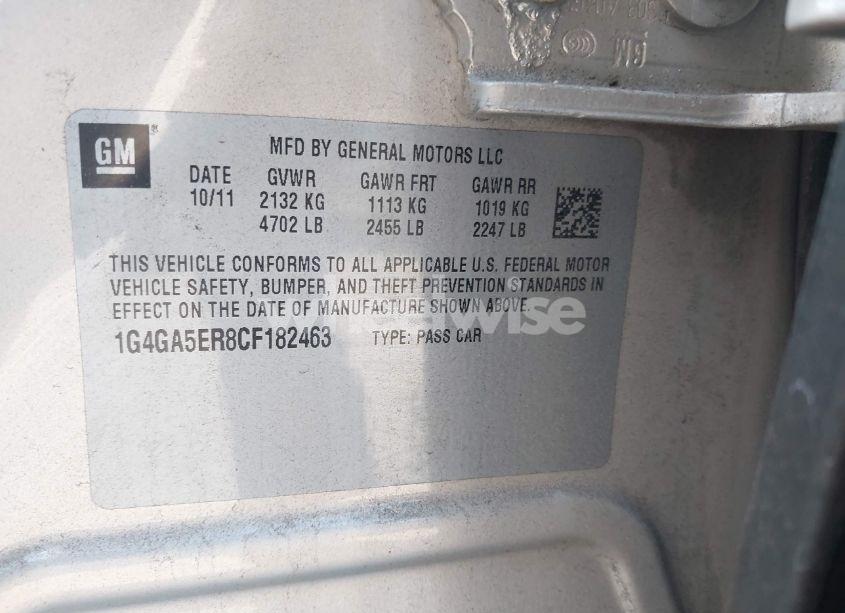 GM
GM
MFD BY GENERAL MOTORS LLC
DATE GVWR GAWR FRT GAWR RR
10/11 2132 KG 1113 KG 1019 KG
4702 LB 2455 LB 2247 LB
THIS VEHICLE CONFORMS TO ALL APPLICABLE U.S. FEDERAL MOTOR
VEHICLE SAFETY, BUMPER, AND THEFT PREVENTION STANDARDS IN
EFFECT ON THE DATE OF MANUFACTURE SHOWN ABOVE.
1G4GA5ER8CF182463 TYPE: PASS CAR